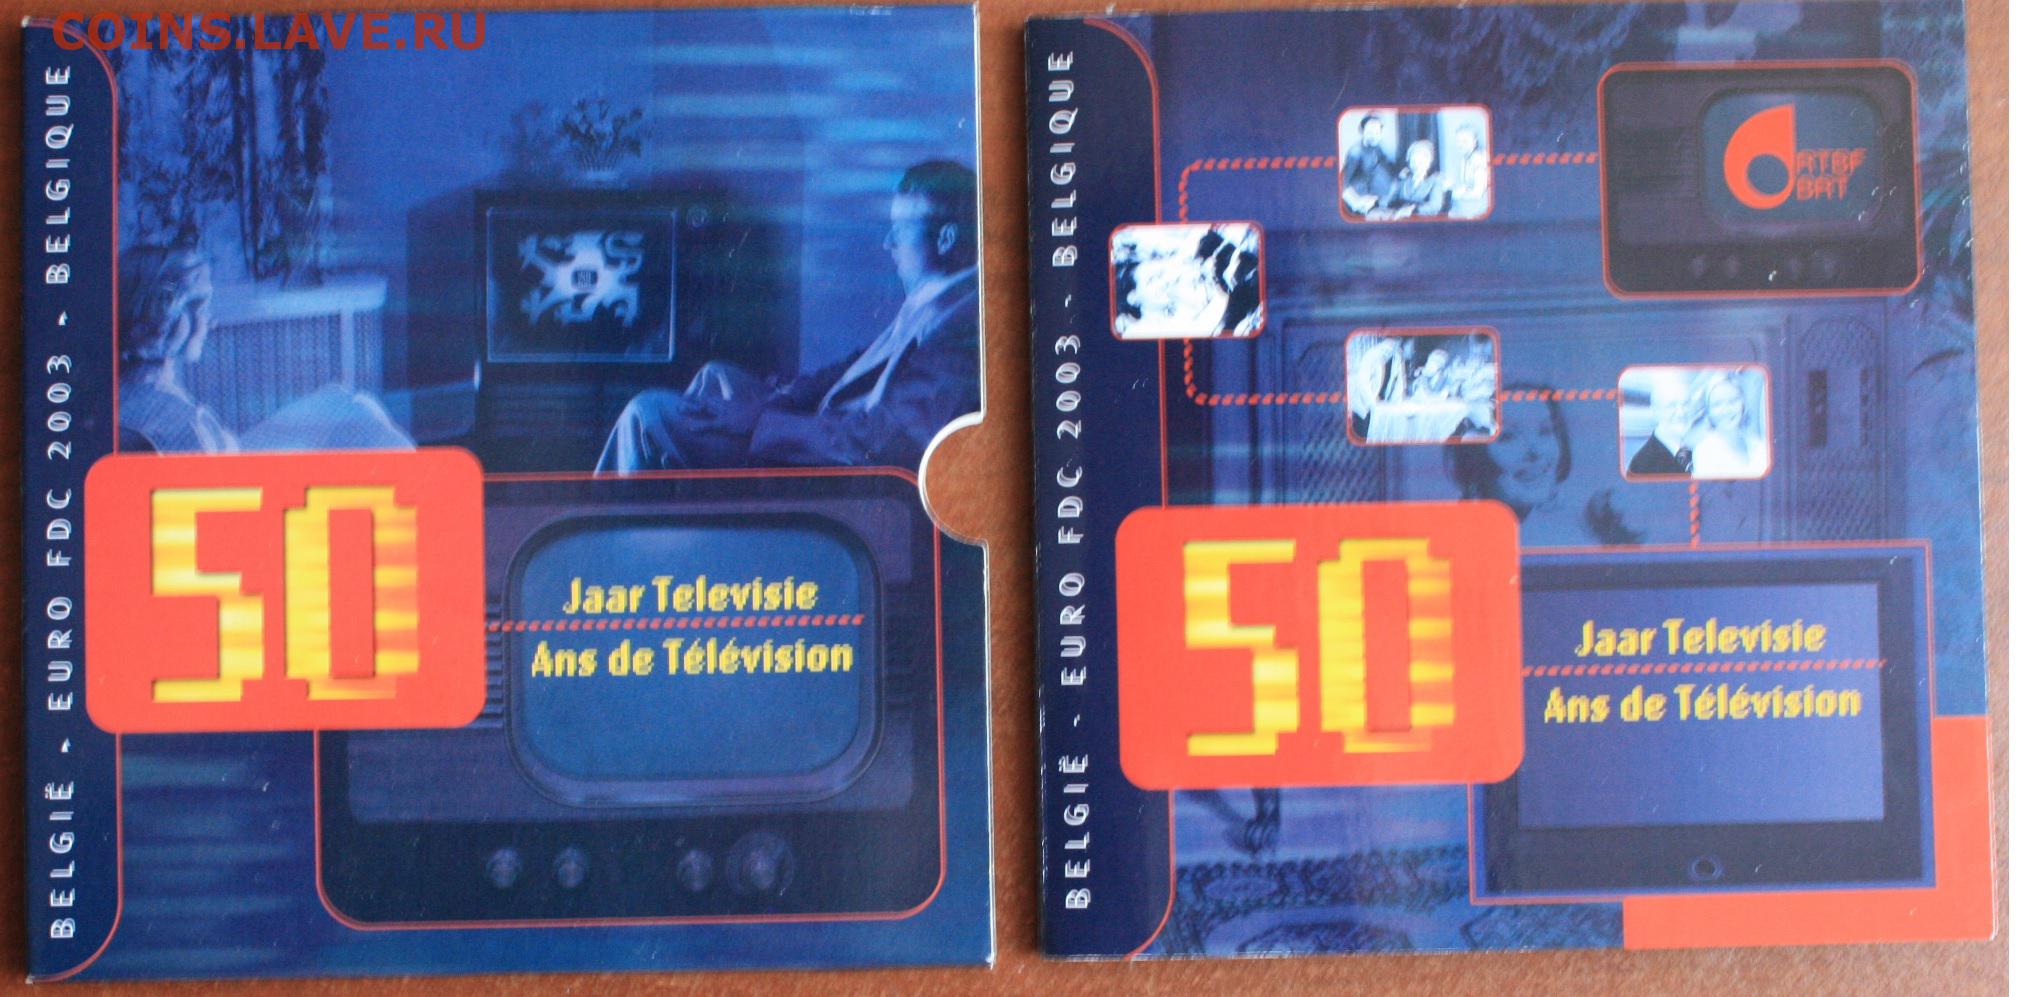 COINS.LAVE.RU
BELGIË - EURO FDC 2003 - BELGIQUE
50
Jaar Televisie
Ans de Télévision
BELGIË - EURO FDC 2003 - BELGIQUE
RTBF
BRT
50
Jaar Televisie
Ans de Télévision